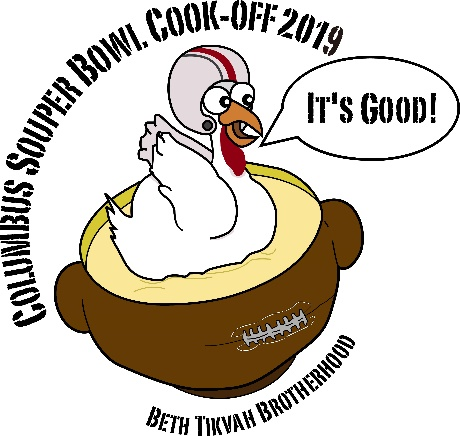 Columbus Souper Bowl Cook-off 2019
It's Good!
Beth Tikvah Brotherhood